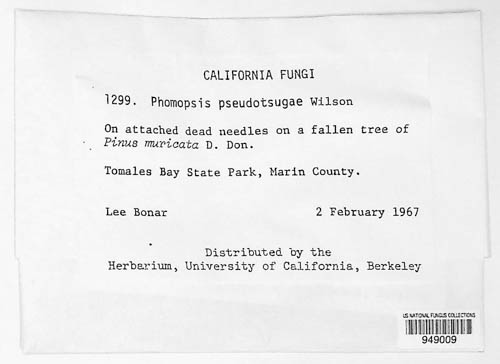 CALIFORNIA FUNGI
1299. Phomopsis pseudotsugae Wilson
On attached dead needles on a fallen tree of
Pinus muricata D. Don.
Tomales Bay State Park, Marin County.
Lee Bonar 2 February 1967
Distributed by the
Herbarium, University of California, Berkeley
US NATIONAL FUNGUS COLLECTIONS
949009